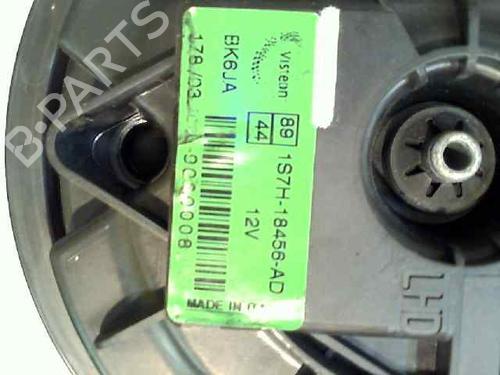 Visteon
BK6JA
89
44
1S7H-18456-AD
12V
MADE IN
LHD
B-PARTS